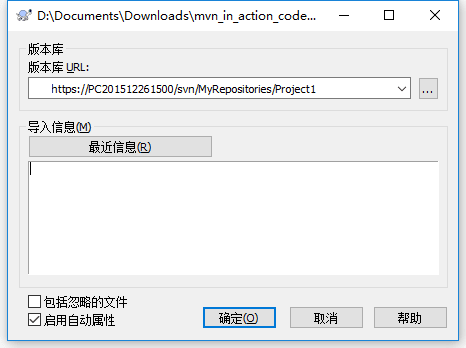 D:\Documents\Downloads\mvn_in_action_code...
版本库
版本库 URL:
https://PC201512261500/svn/MyRepositories/Project1
...
导入信息(M)
最近信息(R)
包括忽略的文件
启用自动属性
确定(O)
取消
帮助